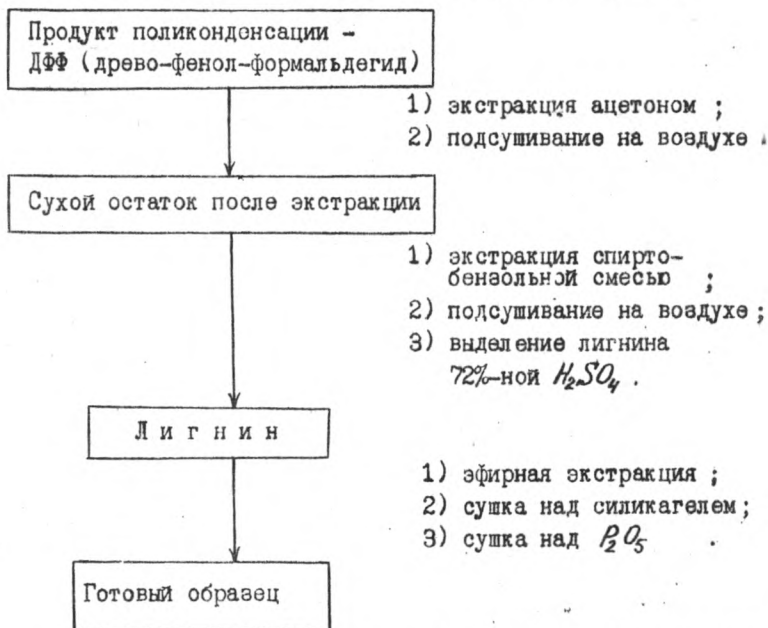 Продукт поликонденсации -
ДФФ (древо-фенол-формальдегид)
1) экстракция ацетоном ;
2) подсушивание на воздухе .
Сухой остаток после экстракции
1) экстракция спирто-
бензольной смесью ;
2) подсушивание на воздухе ;
3) выделение лигнина
72%-ной H₂SO₄ .
Л и г н и н
1) эфирная экстракция ;
2) сушка над силикагелем;
3) сушка над P₂O₅ .
Готовый образец